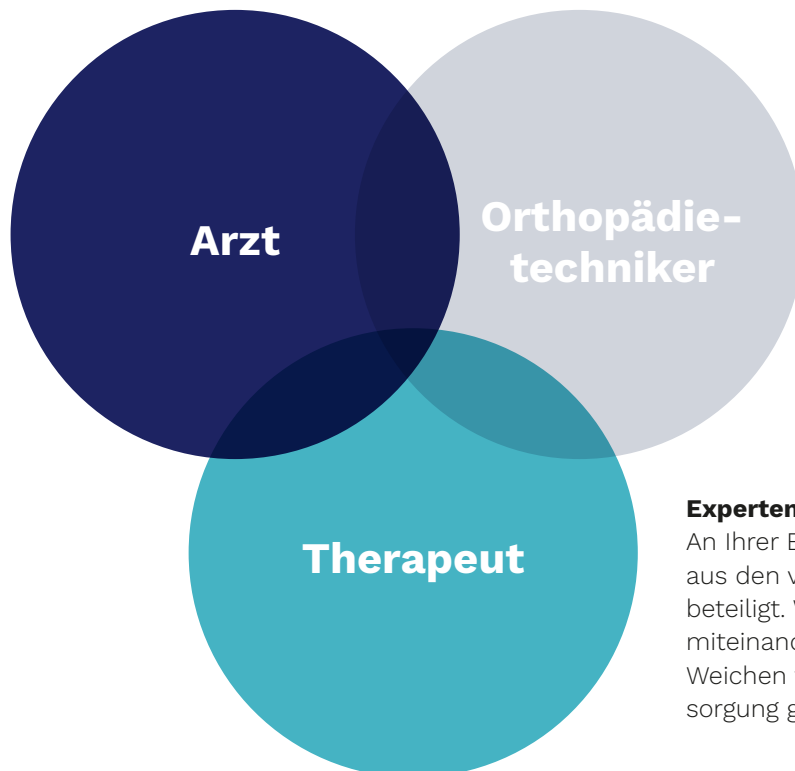 Arzt
Orthopädie-
techniker
Therapeut
Experten
An Ihrer
aus den
beteiligt.
Weichen
sorgung